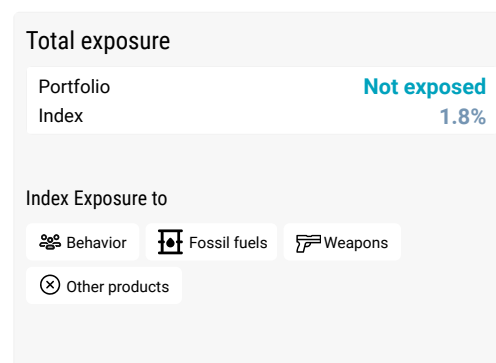 Total exposure
Portfolio Not exposed
Index 1.8%
Index Exposure to
Behavior Fossil fuels Weapons
Other products